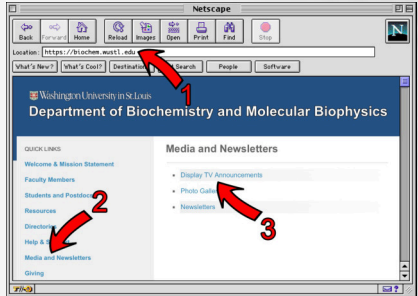 Netscape
Back Forward Home Reload Images Open Print Find Stop
N
Location: https://biochem.wustl.edu
What's New? What's Cool? Search People Software
1
Washington University in St. Louis
Department of Biochemistry and Molecular Biophysics
QUICK LINKS
Welcome & Mission Statement
Faculty Members
Students and Postdocs
Resources
Directories
Help &
Media and Newsletters
Giving
2
Media and Newsletters
Display TV Announcements
Photo
Newsletters
3